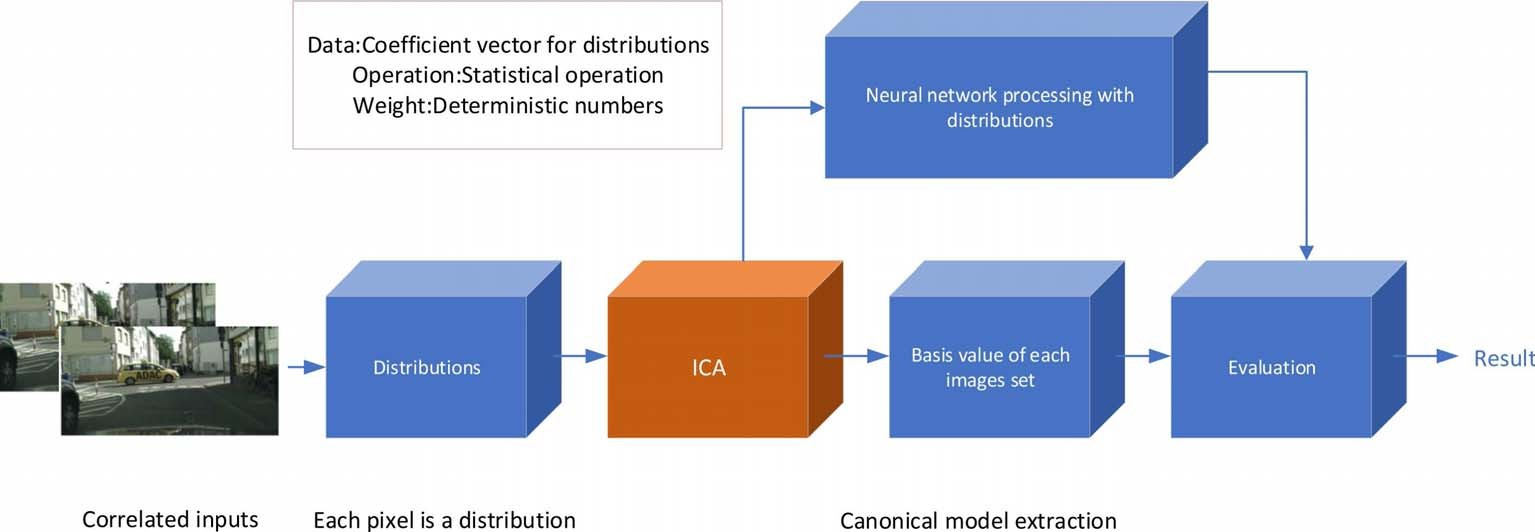 Data:Coefficient vector for distributions
Operation:Statistical operation
Weight:Deterministic numbers
Neural network processing with
distributions
ADAC
Distributions
ICA
Basis value of each
images set
Evaluation
Result
Correlated inputs
Each pixel is a distribution
Canonical model extraction